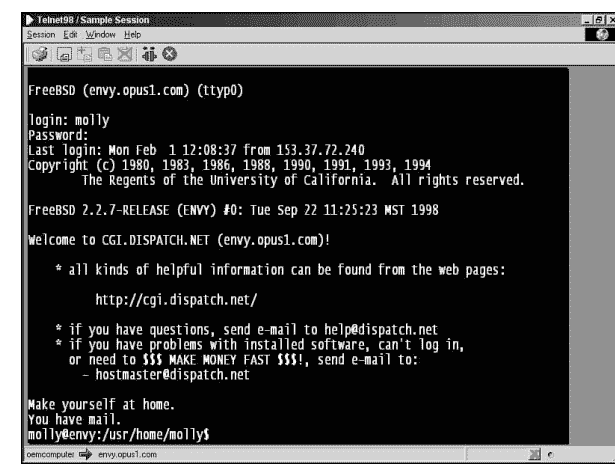 Telnet98 / Sample Session
Session Edit Window Help
FreeBSD (envy.opus1.com) (ttyp0)
login: molly
Password:
Last login: Mon Feb  1 12:08:37 from 153.37.72.240
Copyright (c) 1980, 1983, 1986, 1988, 1990, 1991, 1993, 1994
The Regents of the University of California.  All rights reserved.
FreeBSD 2.2.7-RELEASE (ENVY) #0: Tue Sep 22 11:25:23 MST 1998
Welcome to CGI.DISPATCH.NET (envy.opus1.com)!
* all kinds of helpful information can be found from the web pages:
http://cgi.dispatch.net/
* if you have questions, send e-mail to help@dispatch.net
* if you have problems with installed software, can't log in,
or need to $$$ MAKE MONEY FAST $$$!, send e-mail to:
- hostmaster@dispatch.net
Make yourself at home.
You have mail.
molly@envy:/usr/home/molly$
oemcomputer envy.opus1.com